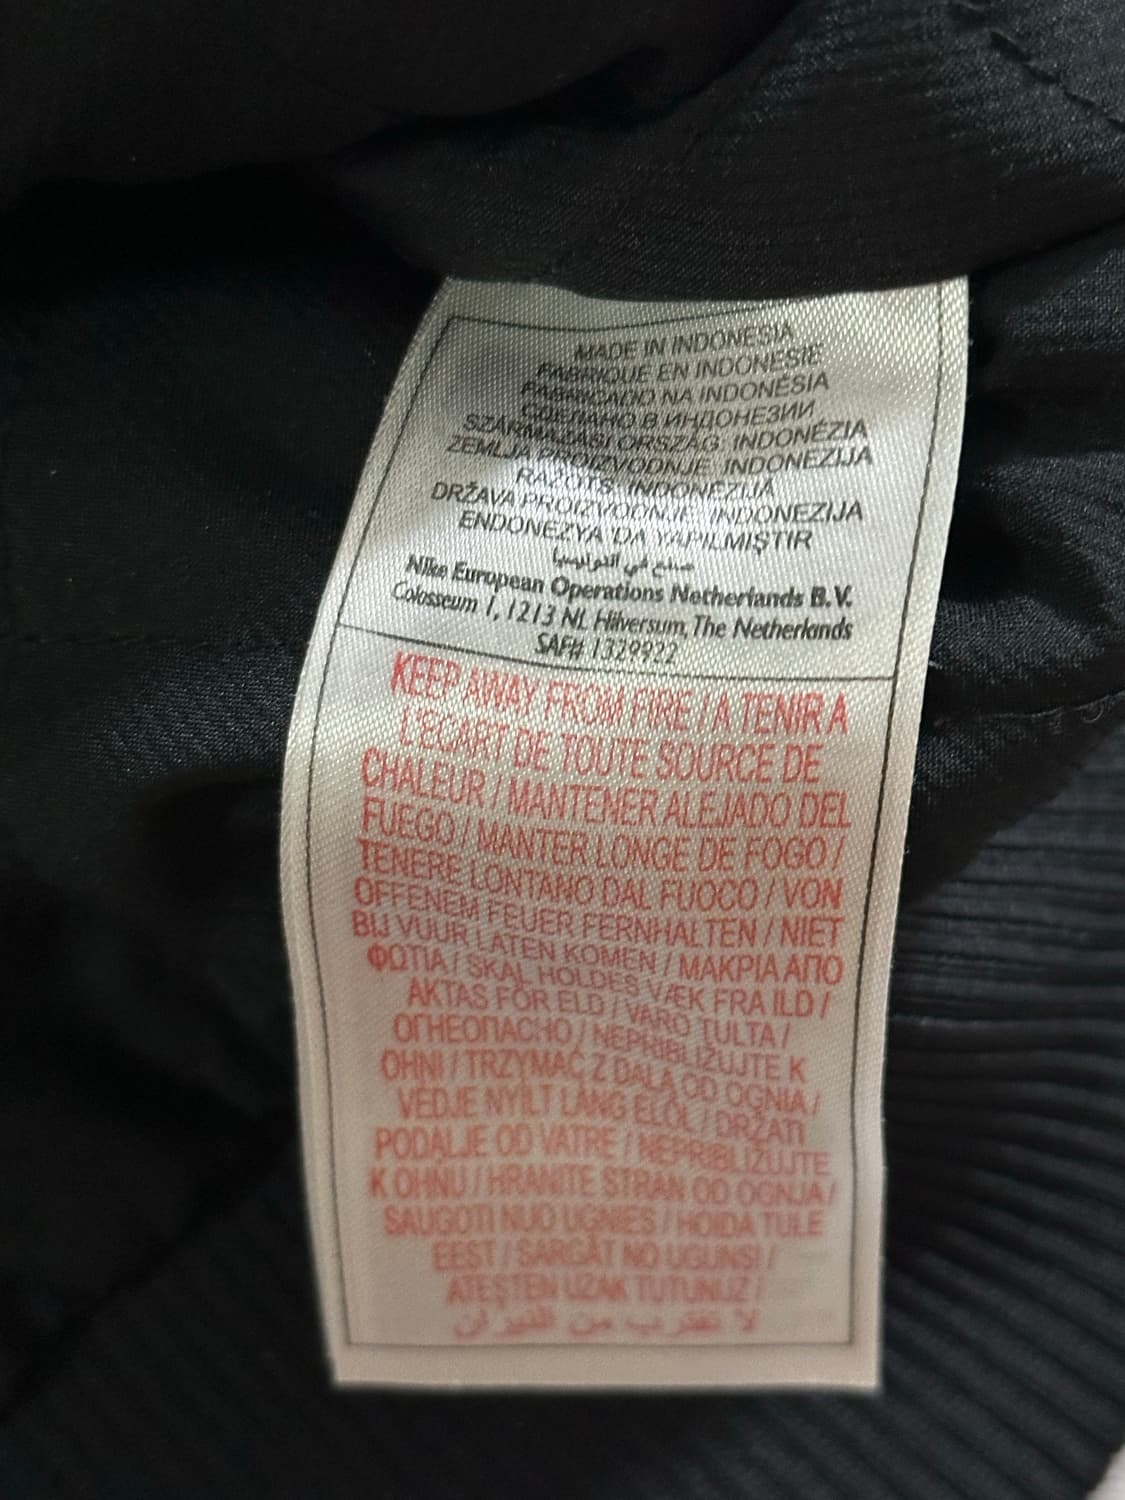 MADE IN INDONESIA
FABRIQUÉ EN INDONÉSIE
FABRICADO NA INDONÉSIA
СДЕЛАНО В ИНДОНЕЗИИ
SZÁRMAZÁSI ORSZÁG: INDONÉZIA
ZEMLJA PROIZVODNJE: INDONEZIJA
RAŽOTS: INDONĒZIJĀ
DRŽAVA PROIZVODNJE: INDONEZIJA
ENDONEZYA'DA YAPILMIŞTIR
صنع في اندونيسيا
Nike European Operations Netherlands B.V.
Colosseum 1, 1213 NL Hilversum, The Netherlands
SAF# 1329922
KEEP AWAY FROM FIRE / A TENIR A
L'ECART DE TOUTE SOURCE DE
CHALEUR / MANTENER ALEJADO DEL
FUEGO / MANTER LONGE DE FOGO /
TENERE LONTANO DAL FUOCO / VON
OFFENEM FEUER FERNHALTEN / NIET
BIJ VUUR LATEN KOMEN / ΜΑΚΡΙΑ ΑΠΟ
ΦΩΤΙΑ / SKAL HOLDES VÆK FRA ILD /
AKTAS FÖR ELD / VARO TULTA /
ОГНЕОПАСНО / NEPŘIBLIŽUJTE K
OHNI / TRZYMAĆ Z DALA OD OGNIA /
VEDJE NYÍLT LÁNG ELŐL / DRŽATI
PODALJE OD VATRE / NEPRIBLIŽUJTE
K OHŇU / HRANITE STRAN OD OGNJA /
SAUGOTI NUO UGNIES / HOIDA TULE
EEST / SARGĀT NO UGUNS! /
ATEŞTEN UZAK TUTUNUZ /
لا تقترب من النيران